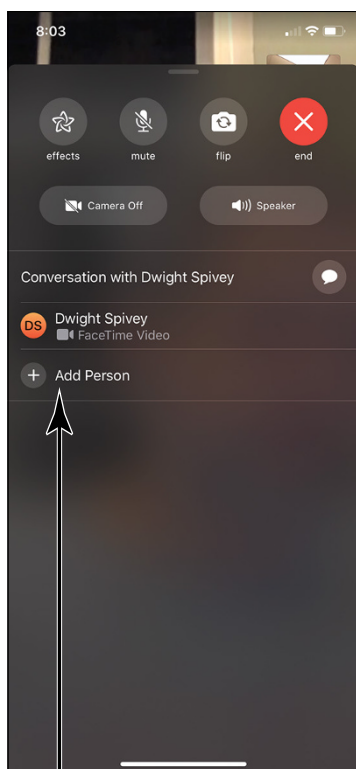 8:03
effects mute flip end
Camera Off Speaker
Conversation with Dwight Spivey
DS Dwight Spivey
FaceTime Video
+ Add Person